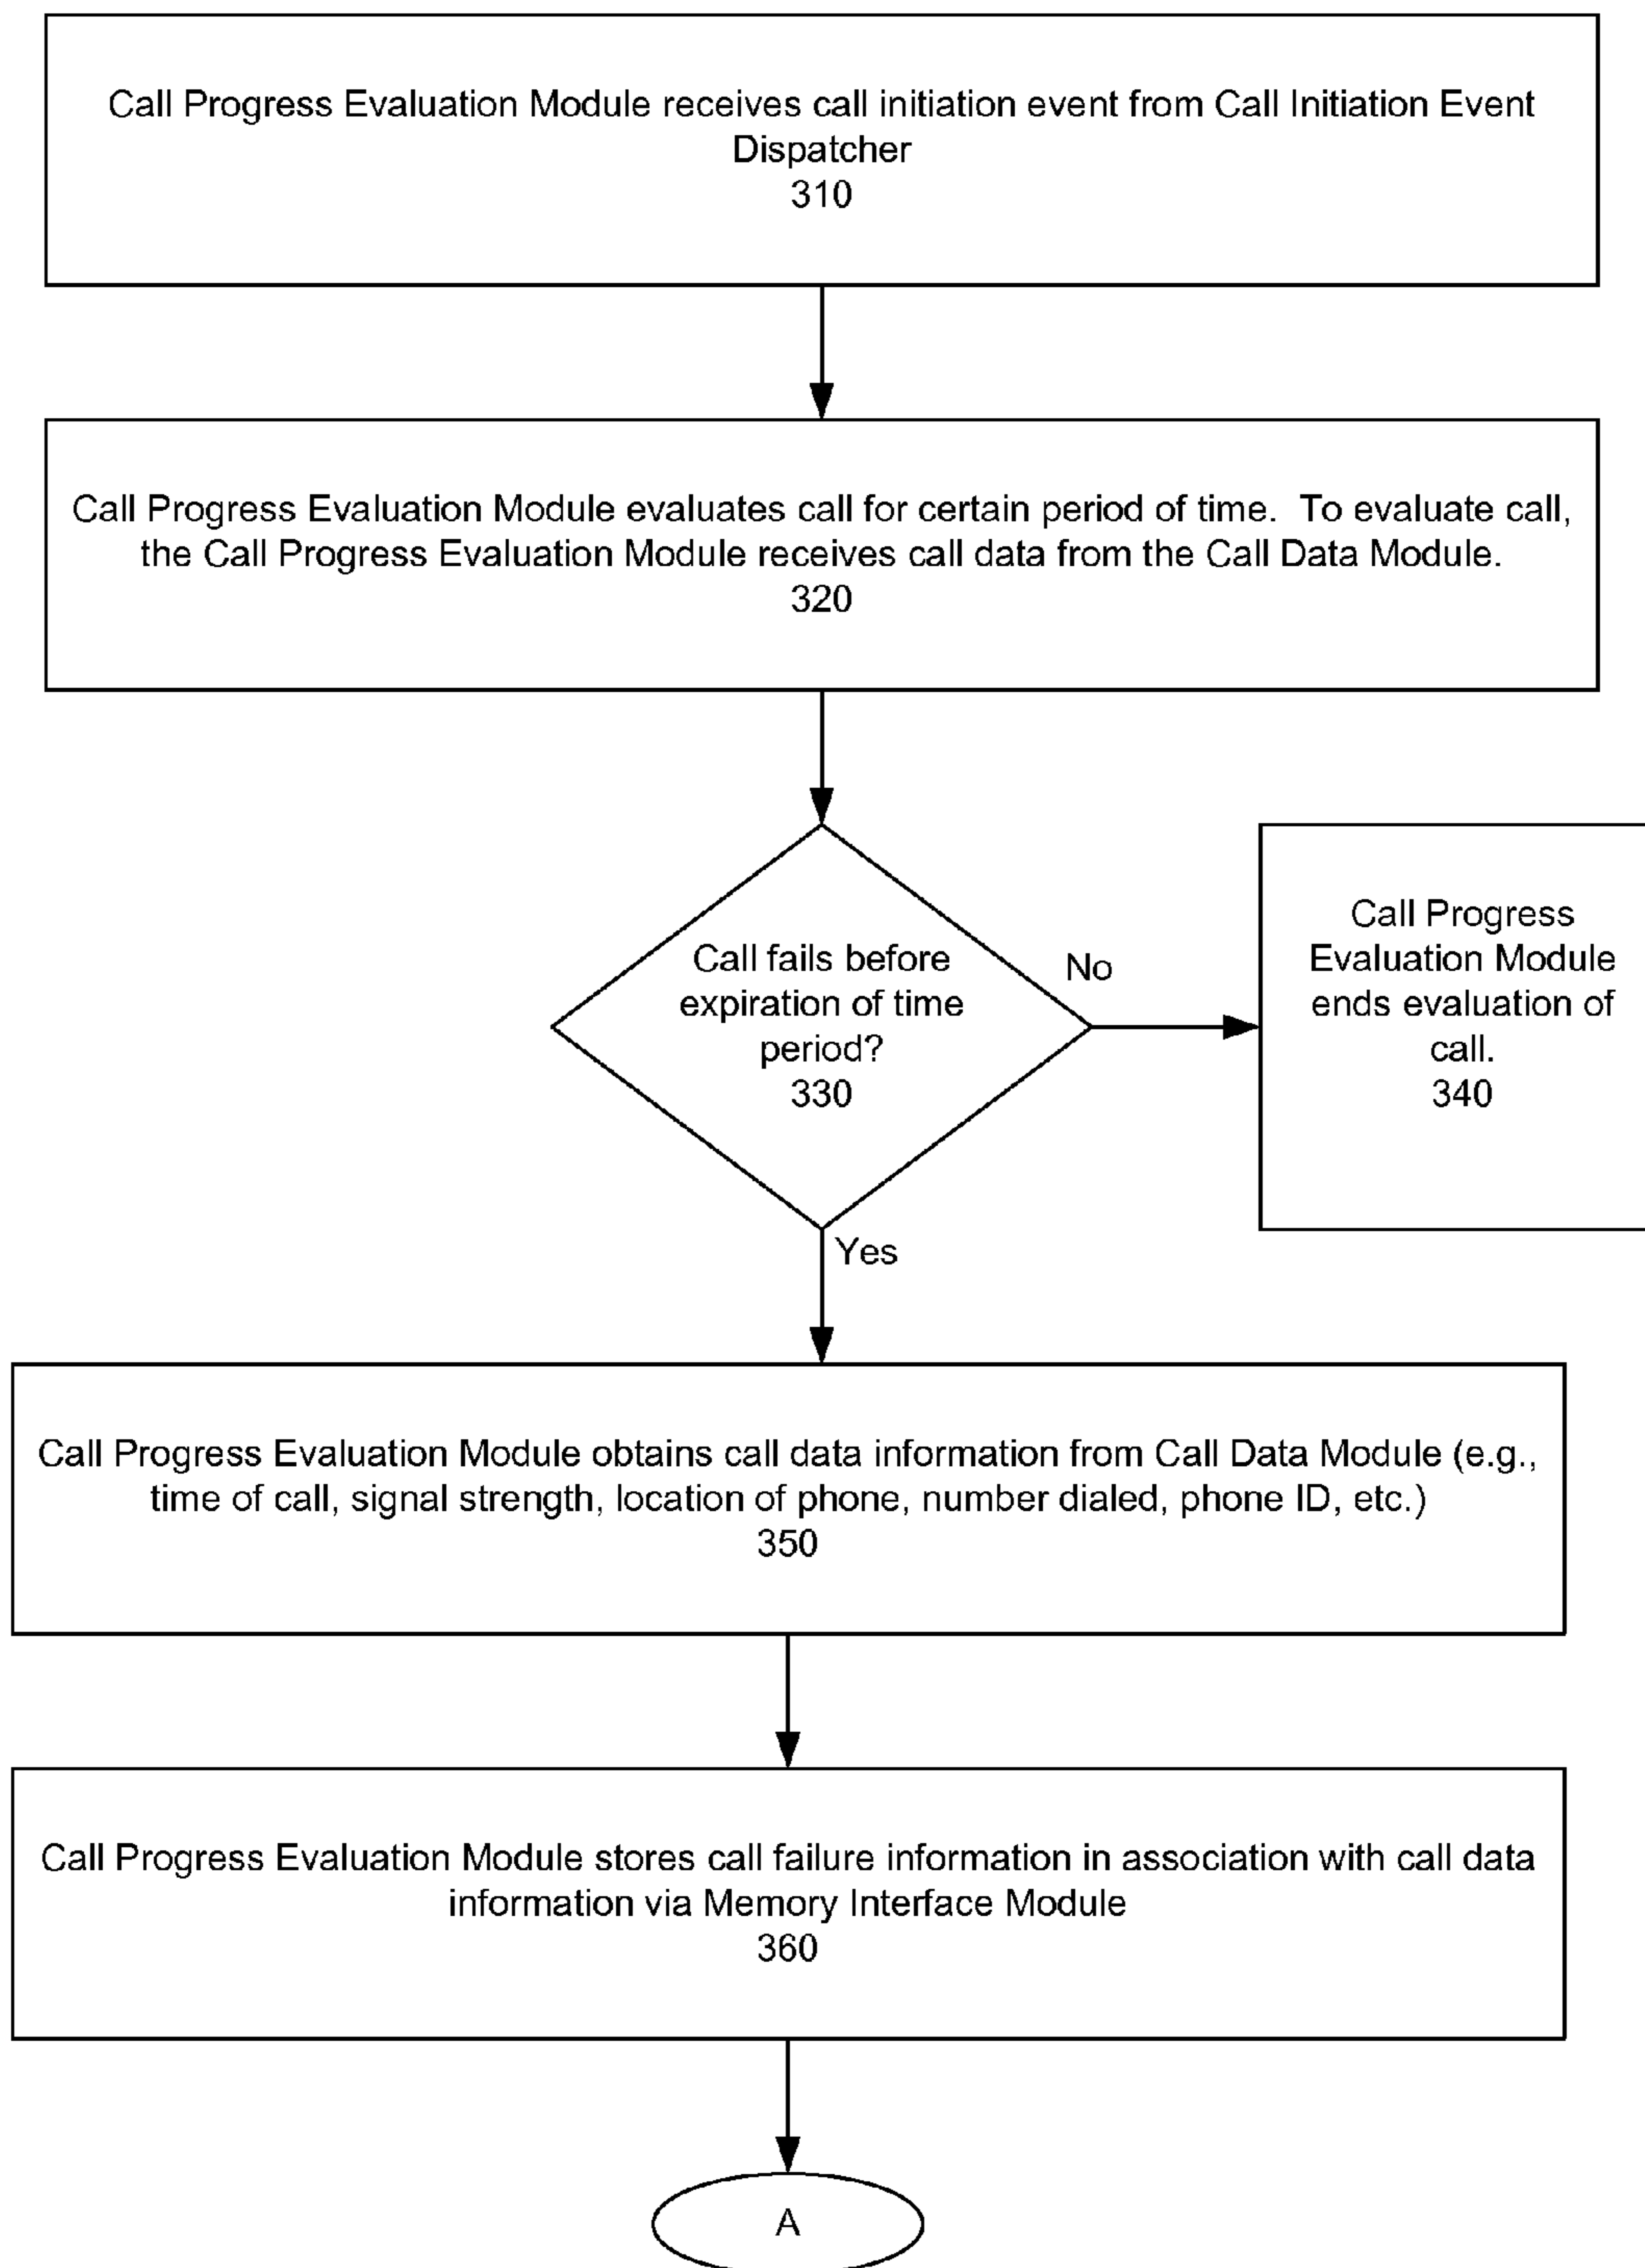 Call Progress Evaluation Module receives call initiation event from Call Initiation Event
Dispatcher
310
Call Progress Evaluation Module evaluates call for certain period of time.  To evaluate call,
the Call Progress Evaluation Module receives call data from the Call Data Module.
320
Call fails before
expiration of time
period?
330
No
Call Progress
Evaluation Module
ends evaluation of
call.
340
Yes
Call Progress Evaluation Module obtains call data information from Call Data Module (e.g.,
time of call, signal strength, location of phone, number dialed, phone ID, etc.)
350
Call Progress Evaluation Module stores call failure information in association with call data
information via Memory Interface Module
360
A